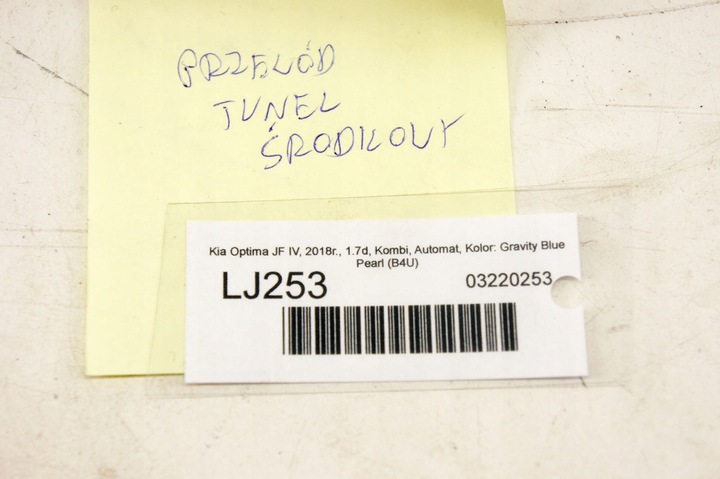 PRZEWÓD
TUNEL
ŚRODKOWY
Kia Optima JF IV, 2018r., 1.7d, Kombi, Automat, Kolor: Gravity Blue
Pearl (B4U)
LJ253
03220253